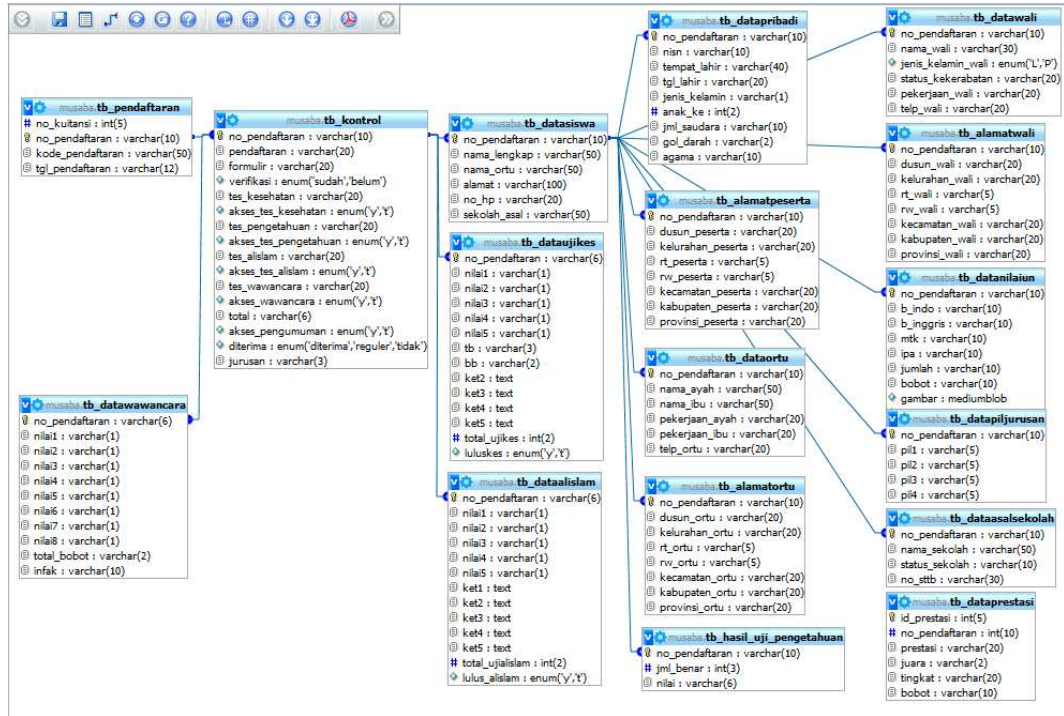 musaba.tb_pendaftaran
no_kuitansi : int(5)
no_pendaftaran : varchar(10)
kode_pendaftaran : varchar(50)
tgl_pendaftaran : varchar(12)
musaba.tb_datawawancara
no_pendaftaran : varchar(6)
nilai1 : varchar(1)
nilai2 : varchar(1)
nilai3 : varchar(1)
nilai4 : varchar(1)
nilai5 : varchar(1)
nilai6 : varchar(1)
nilai7 : varchar(1)
nilai8 : varchar(1)
total_bobot : varchar(2)
infak : varchar(10)
musaba.tb_kontrol
no_pendaftaran : varchar(10)
pendaftaran : varchar(20)
formulir : varchar(20)
verifikasi : enum('sudah','belum')
tes_kesehatan : varchar(20)
akses_tes_kesehatan : enum('y','t')
tes_pengetahuan : varchar(20)
akses_tes_pengetahuan : enum('y','t')
tes_alislam : varchar(20)
akses_tes_alislam : enum('y','t')
tes_wawancara : varchar(20)
akses_wawancara : enum('y','t')
total : varchar(6)
akses_pengumuman : enum('y','t')
diterima : enum('diterima','reguler','tidak')
jurusan : varchar(3)
musaba.tb_datasiswa
no_pendaftaran : varchar(10)
nama_lengkap : varchar(50)
nama_ortu : varchar(50)
alamat : varchar(100)
no_hp : varchar(20)
sekolah_asal : varchar(50)
musaba.tb_dataujikes
no_pendaftaran : varchar(6)
nilai1 : varchar(1)
nilai2 : varchar(1)
nilai3 : varchar(1)
nilai4 : varchar(1)
nilai5 : varchar(1)
tb : varchar(3)
bb : varchar(2)
ket2 : text
ket3 : text
ket4 : text
ket5 : text
total_ujikes : int(2)
luluskes : enum('y','t')
musaba.tb_dataalislam
no_pendaftaran : varchar(6)
nilai1 : varchar(1)
nilai2 : varchar(1)
nilai3 : varchar(1)
nilai4 : varchar(1)
nilai5 : varchar(1)
ket1 : text
ket2 : text
ket3 : text
ket4 : text
ket5 : text
total_ujialislam : int(2)
lulus_alislam : enum('y','t')
musaba.tb_datapribadi
no_pendaftaran : varchar(10)
nisn : varchar(10)
tempat_lahir : varchar(40)
tgl_lahir : varchar(20)
jenis_kelamin : varchar(1)
anak_ke : int(2)
jml_saudara : varchar(10)
gol_darah : varchar(2)
agama : varchar(10)
musaba.tb_alamatpeserta
no_pendaftaran : varchar(10)
dusun_peserta : varchar(20)
kelurahan_peserta : varchar(20)
rt_peserta : varchar(5)
rw_peserta : varchar(5)
kecamatan_peserta : varchar(20)
kabupaten_peserta : varchar(20)
provinsi_peserta : varchar(20)
musaba.tb_dataortu
no_pendaftaran : varchar(10)
nama_ayah : varchar(50)
nama_ibu : varchar(50)
pekerjaan_ayah : varchar(20)
pekerjaan_ibu : varchar(20)
telp_ortu : varchar(20)
musaba.tb_alamatortu
no_pendaftaran : varchar(10)
dusun_ortu : varchar(20)
kelurahan_ortu : varchar(20)
rt_ortu : varchar(5)
rw_ortu : varchar(5)
kecamatan_ortu : varchar(20)
kabupaten_ortu : varchar(20)
provinsi_ortu : varchar(20)
musaba.tb_hasil_uji_pengetahuan
no_pendaftaran : varchar(10)
jml_benar : int(3)
nilai : varchar(6)
musaba.tb_datawali
no_pendaftaran : varchar(10)
nama_wali : varchar(30)
jenis_kelamin_wali : enum('L','P')
status_kekerabatan : varchar(20)
pekerjaan_wali : varchar(20)
telp_wali : varchar(20)
musaba.tb_alamatwali
no_pendaftaran : varchar(10)
dusun_wali : varchar(20)
kelurahan_wali : varchar(20)
rt_wali : varchar(5)
rw_wali : varchar(5)
kecamatan_wali : varchar(20)
kabupaten_wali : varchar(20)
provinsi_wali : varchar(20)
musaba.tb_datanilaiun
no_pendaftaran : varchar(10)
b_indo : varchar(10)
b_inggris : varchar(10)
mtk : varchar(10)
ipa : varchar(10)
jumlah : varchar(10)
bobot : varchar(10)
gambar : mediumblob
musaba.tb_datapiljurusan
no_pendaftaran : varchar(10)
pil1 : varchar(5)
pil2 : varchar(5)
pil3 : varchar(5)
pil4 : varchar(5)
musaba.tb_dataasalsekolah
no_pendaftaran : varchar(10)
nama_sekolah : varchar(50)
status_sekolah : varchar(10)
no_sttb : varchar(30)
musaba.tb_dataprestasi
id_prestasi : int(5)
no_pendaftaran : int(10)
prestasi : varchar(20)
juara : varchar(2)
tingkat : varchar(20)
bobot : varchar(10)